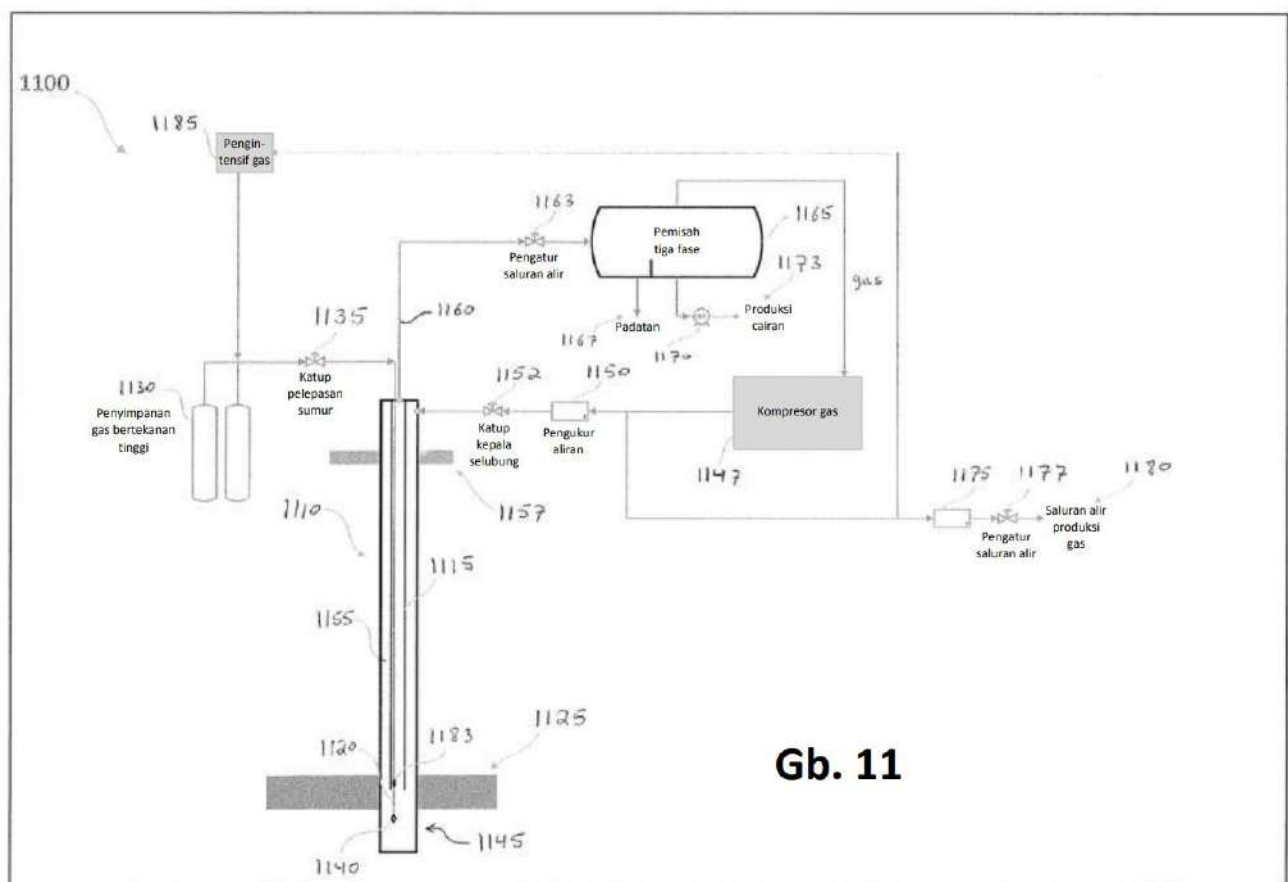 1100
1185
Pengin-
tensif gas
1163
Pengatur
saluran alir
Pemisah
tiga fase
1165
1173
gas
Produksi
cairan
1160
Padatan
1167
1170
1135
Katup
pelepasan
sumur
1130
Penyimpanan
gas bertekanan
tinggi
1152
Katup
kepala
selubung
1150
Pengukur
aliran
Kompresor gas
1147
1157
1110
1175
1177
1180
Pengatur
saluran alir
Saluran alir
produksi
gas
1115
1155
1120
1183
1125
Gb. 11
1145
1140